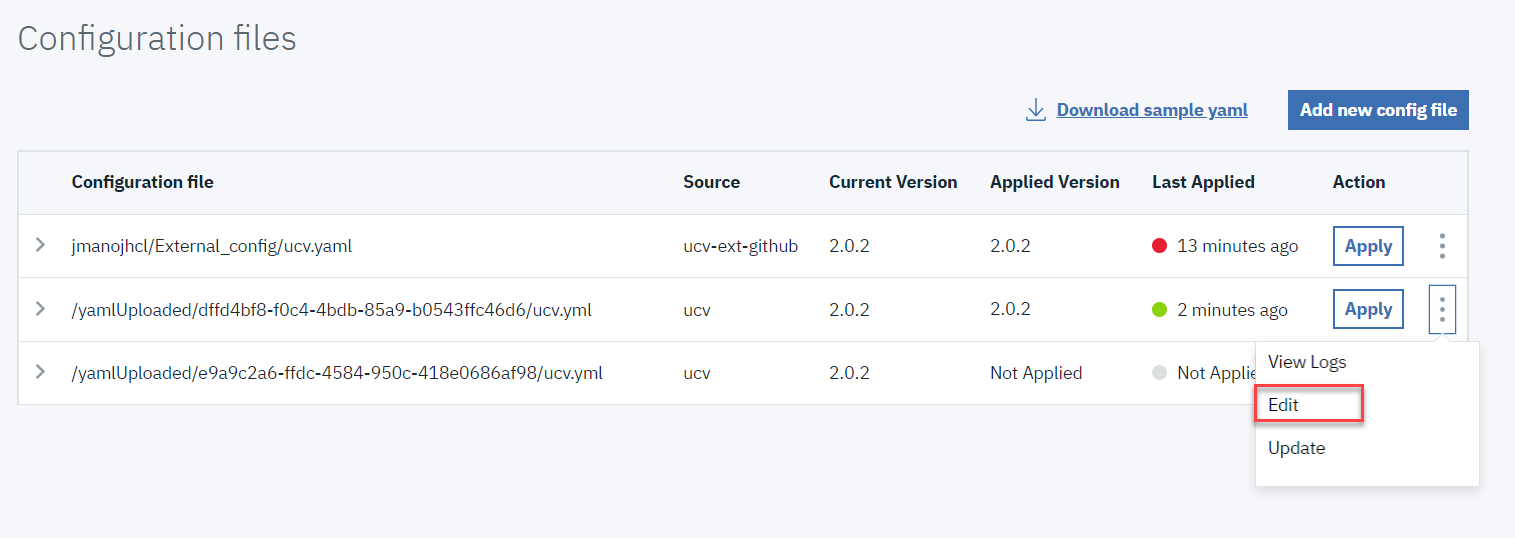 Configuration files
Download sample yaml Add new config file
Configuration file Source Current Version Applied Version Last Applied Action
jmanojhcl/External_config/ucv.yaml ucv-ext-github 2.0.2 2.0.2 13 minutes ago Apply
/yamlUploaded/dffd4bf8-f0c4-4bdb-85a9-b0543ffc46d6/ucv.yml ucv 2.0.2 2.0.2 2 minutes ago Apply
/yamlUploaded/e9a9c2a6-ffdc-4584-950c-418e0686af98/ucv.yml ucv 2.0.2 Not Applied Not Applie
View Logs
Edit
Update